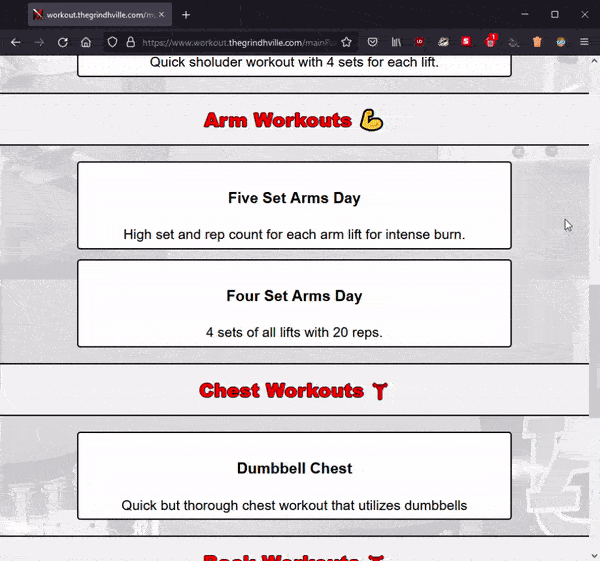 workout.thegrindhville.com/ma
https://www.workout.thegrindhville.com/main
Quick sholuder workout with 4 sets for each lift.
Arm Workouts 💪
Five Set Arms Day
High set and rep count for each arm lift for intense burn.
Four Set Arms Day
4 sets of all lifts with 20 reps.
Chest Workouts
Dumbbell Chest
Quick but thorough chest workout that utilizes dumbbells
Back Workouts